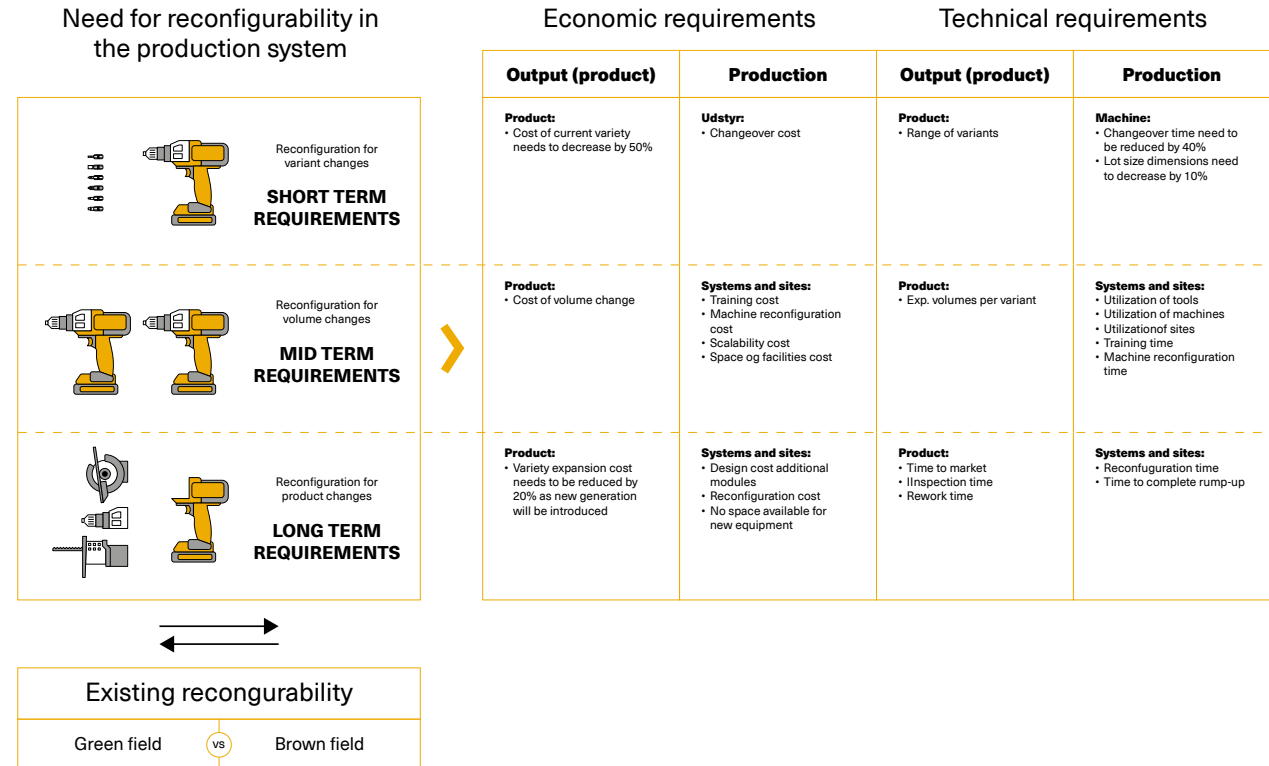 Need for reconfigurability in
the production system
Economic requirements
Technical requirements
Output (product)
Production
Output (product)
Production
Reconfiguration for
variant changes
SHORT TERM
REQUIREMENTS
Product:
• Cost of current variety
needs to decrease by 50%
Udstyr:
• Changeover cost
Product:
• Range of variants
Machine:
• Changeover time need to
be reduced by 40%
• Lot size dimensions need
to decrease by 10%
Reconfiguration for
volume changes
MID TERM
REQUIREMENTS
Product:
• Cost of volume change
Systems and sites:
• Training cost
• Machine reconfiguration
cost
• Scalability cost
• Space og facilities cost
Product:
• Exp. volumes per variant
Systems and sites:
• Utilization of tools
• Utilization of machines
• Utilizationof sites
• Training time
• Machine reconfiguration
time
Reconfiguration for
product changes
LONG TERM
REQUIREMENTS
Product:
• Variety expansion cost
needs to be reduced by
20% as new generation
will be introduced
Systems and sites:
• Design cost additional
modules
• Reconfiguration cost
• No space available for
new equipment
Product:
• Time to market
• IInspection time
• Rework time
Systems and sites:
• Reconfuguration time
• Time to complete rump-up
Existing recongurability
Green field
vs
Brown field